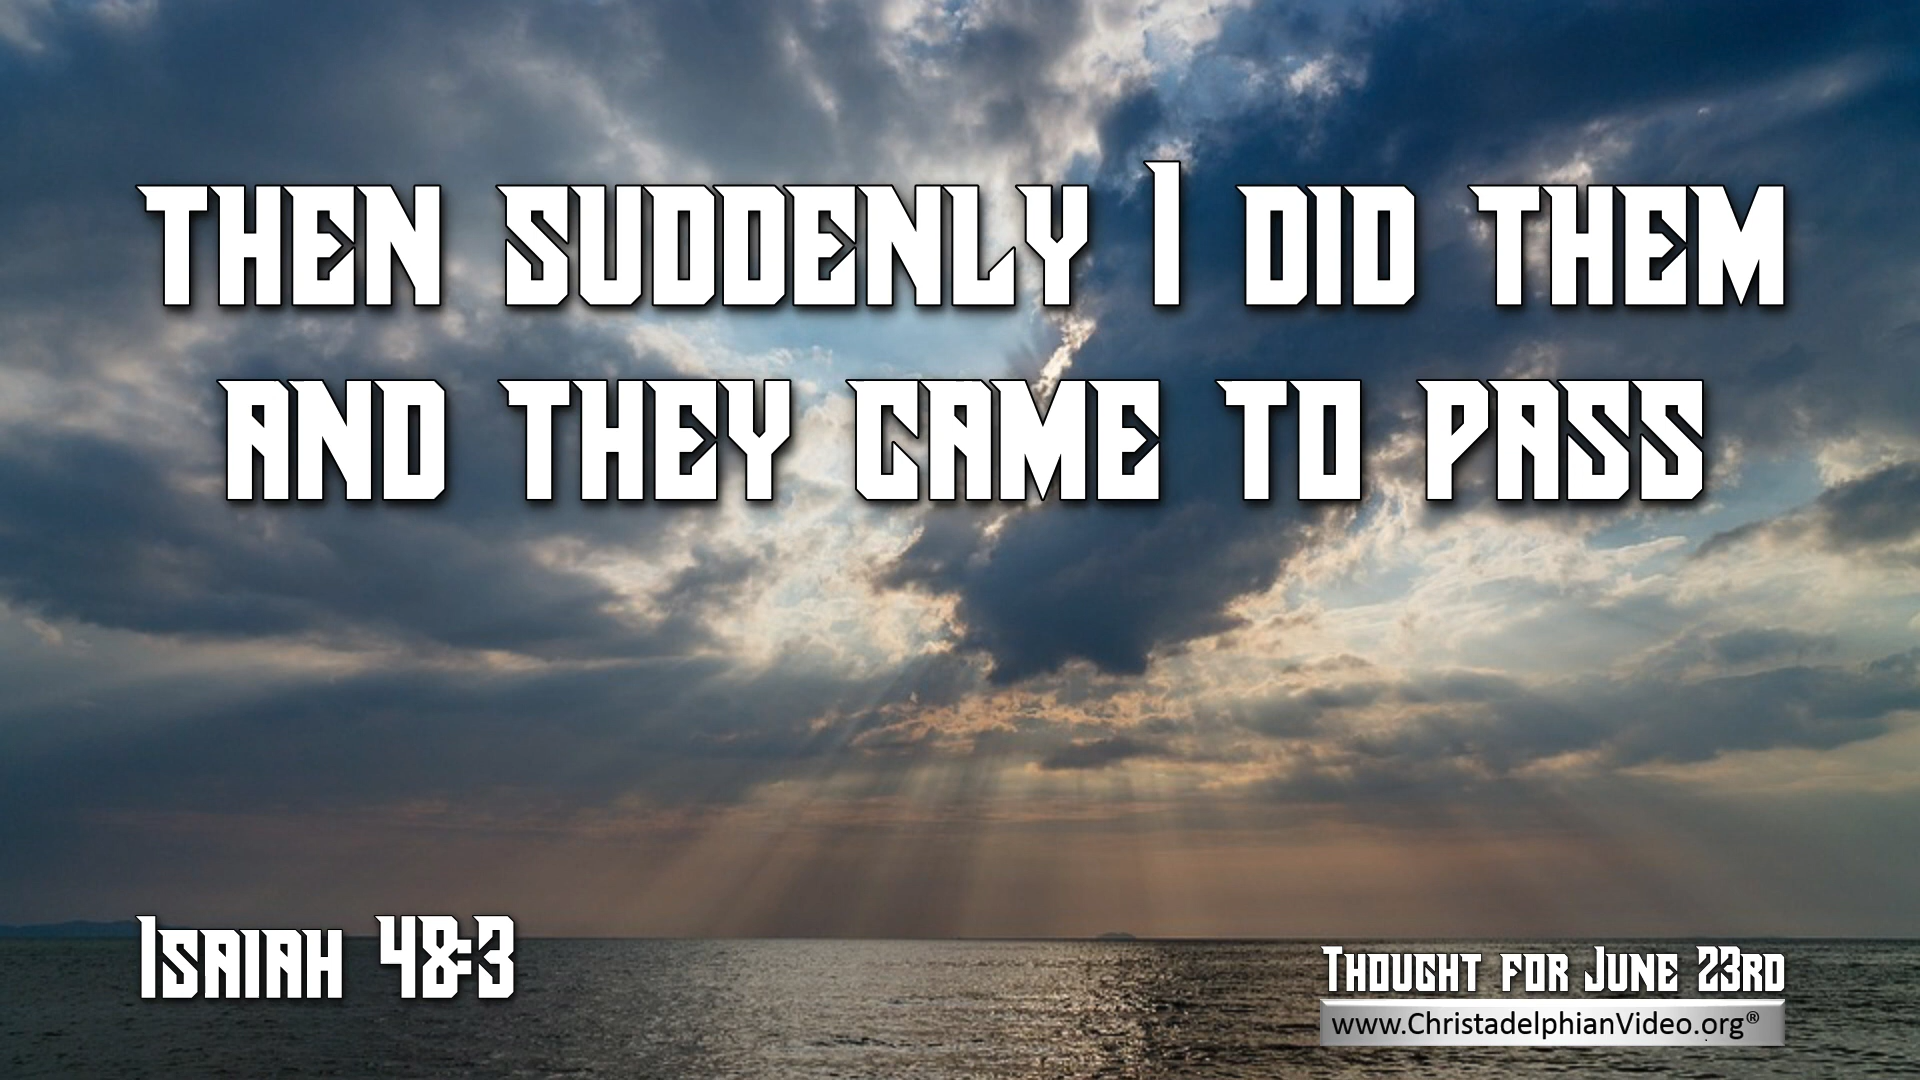 THEN SUDDENLY I DID THEM
AND THEY CAME TO PASS
ISAIAH 48:3
THOUGHT FOR JUNE 23RD
www.ChristadelphianVideo.org®